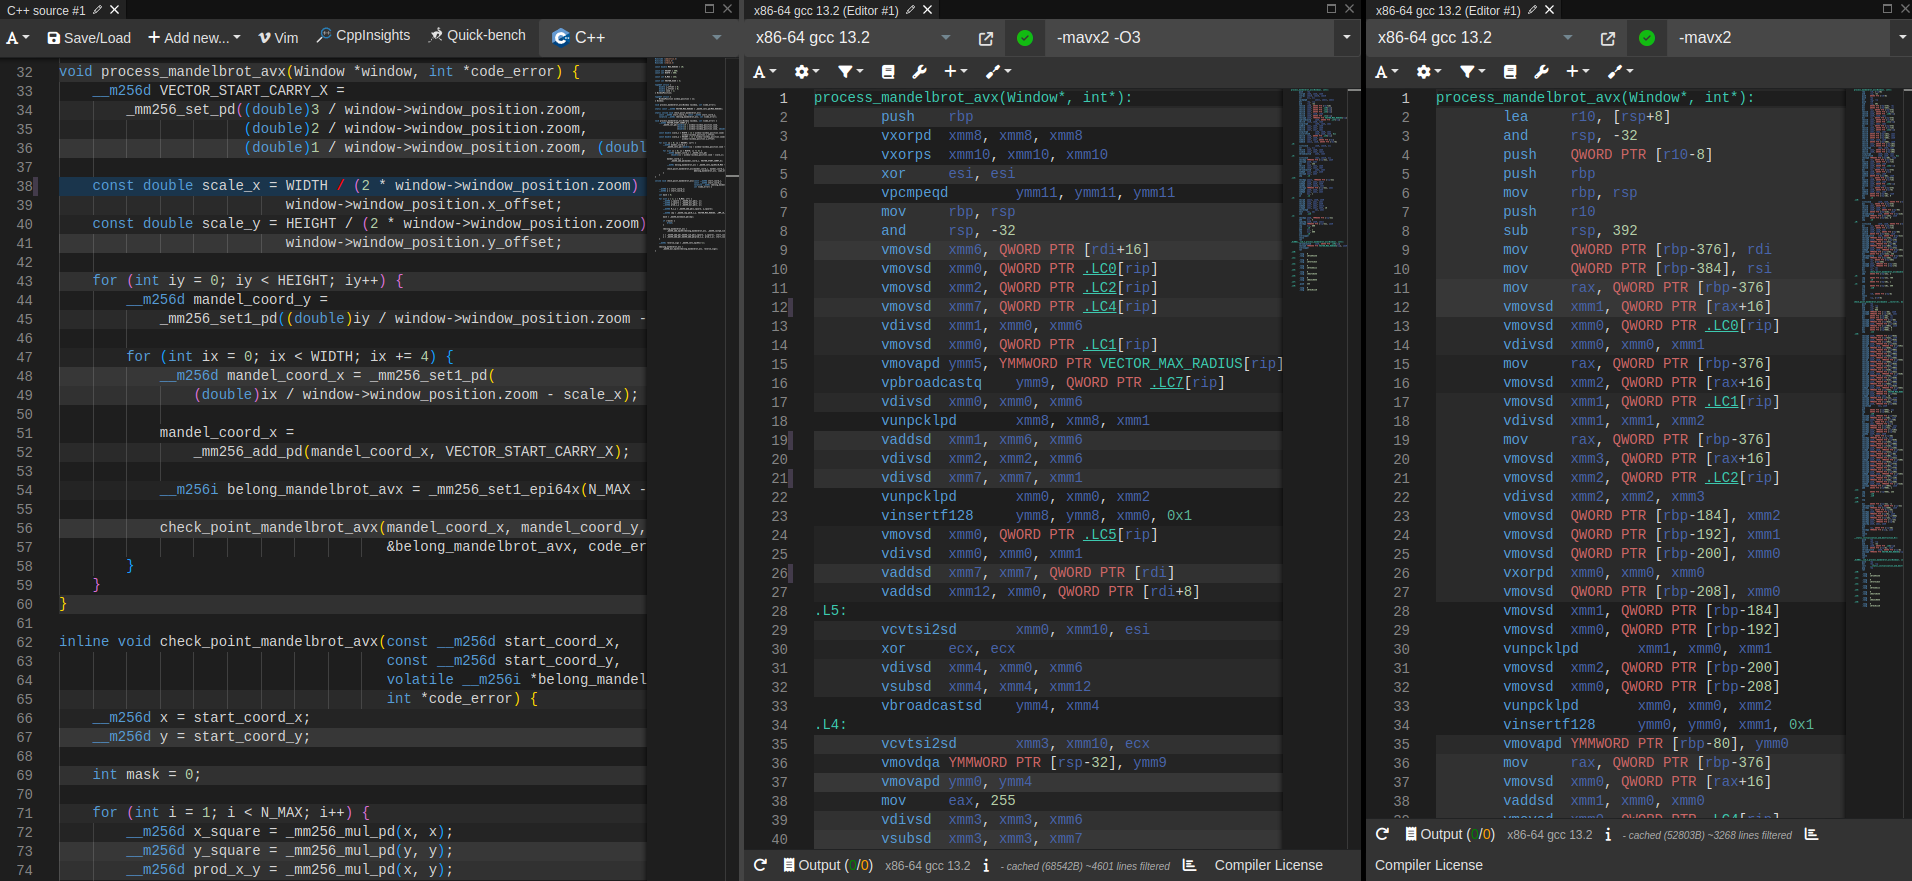 C++ source #1
A Save/Load Add new... Vim CppInsights Quick-bench C++
32 void process_mandelbrot_avx(Window *window, int *code_error) {
33 __m256d VECTOR_START_CARRY_X =
34 _mm256_set_pd((double)3 / window->window_position.zoom,
35 (double)2 / window->window_position.zoom,
36 (double)1 / window->window_position.zoom, (doubl
37
38 const double scale_x = WIDTH / (2 * window->window_position.zoom)
39 window->window_position.x_offset;
40 const double scale_y = HEIGHT / (2 * window->window_position.zoom)
41 window->window_position.y_offset;
42
43 for (int iy = 0; iy < HEIGHT; iy++) {
44 __m256d mandel_coord_y =
45 _mm256_set1_pd((double)iy / window->window_position.zoom -
46
47 for (int ix = 0; ix < WIDTH; ix += 4) {
48 __m256d mandel_coord_x = _mm256_set1_pd(
49 (double)ix / window->window_position.zoom - scale_x);
50
51 mandel_coord_x =
52 _mm256_add_pd(mandel_coord_x, VECTOR_START_CARRY_X);
53
54 __m256i belong_mandelbrot_avx = _mm256_set1_epi64x(N_MAX -
55
56 check_point_mandelbrot_avx(mandel_coord_x, mandel_coord_y,
57 &belong_mandelbrot_avx, code_er
58 }
59 }
60 }
61
62 inline void check_point_mandelbrot_avx(const __m256d start_coord_x,
63 const __m256d start_coord_y,
64 volatile __m256i *belong_mandel
65 int *code_error) {
66 __m256d x = start_coord_x;
67 __m256d y = start_coord_y;
68
69 int mask = 0;
70
71 for (int i = 1; i < N_MAX; i++) {
72 __m256d x_square = _mm256_mul_pd(x, x);
73 __m256d y_square = _mm256_mul_pd(y, y);
74 __m256d prod_x_y = _mm256_mul_pd(x, y);
x86-64 gcc 13.2 (Editor #1)
x86-64 gcc 13.2 -mavx2 -O3
A
1 process_mandelbrot_avx(Window*, int*):
2 push rbp
3 vxorpd xmm8, xmm8, xmm8
4 vxorps xmm10, xmm10, xmm10
5 xor esi, esi
6 vpcmpeqd ymm11, ymm11, ymm11
7 mov rbp, rsp
8 and rsp, -32
9 vmovsd xmm6, QWORD PTR [rdi+16]
10 vmovsd xmm0, QWORD PTR .LC0[rip]
11 vmovsd xmm2, QWORD PTR .LC2[rip]
12 vmovsd xmm7, QWORD PTR .LC4[rip]
13 vdivsd xmm1, xmm0, xmm6
14 vmovsd xmm0, QWORD PTR .LC1[rip]
15 vmovapd ymm5, YMMWORD PTR VECTOR_MAX_RADIUS[rip]
16 vpbroadcastq ymm9, QWORD PTR .LC7[rip]
17 vdivsd xmm0, xmm0, xmm6
18 vunpcklpd xmm8, xmm8, xmm1
19 vaddsd xmm1, xmm6, xmm6
20 vdivsd xmm2, xmm2, xmm6
21 vdivsd xmm7, xmm7, xmm1
22 vunpcklpd xmm0, xmm0, xmm2
23 vinsertf128 ymm8, ymm8, xmm0, 0x1
24 vmovsd xmm0, QWORD PTR .LC5[rip]
25 vdivsd xmm0, xmm0, xmm1
26 vaddsd xmm7, xmm7, QWORD PTR [rdi]
27 vaddsd xmm12, xmm0, QWORD PTR [rdi+8]
28 .L5:
29 vcvtsi2sd xmm0, xmm10, esi
30 xor ecx, ecx
31 vdivsd xmm4, xmm0, xmm6
32 vsubsd xmm4, xmm4, xmm12
33 vbroadcastsd ymm4, xmm4
34 .L4:
35 vcvtsi2sd xmm3, xmm10, ecx
36 vmovdqa YMMWORD PTR [rsp-32], ymm9
37 vmovapd ymm0, ymm4
38 mov eax, 255
39 vdivsd xmm3, xmm3, xmm6
40 vsubsd xmm3, xmm3, xmm7
Output (0/0) x86-64 gcc 13.2 i - cached (68542B) ~4601 lines filtered Compiler License
x86-64 gcc 13.2 (Editor #1)
x86-64 gcc 13.2 -mavx2
A
1 process_mandelbrot_avx(Window*, int*):
2 lea r10, [rsp+8]
3 and rsp, -32
4 push QWORD PTR [r10-8]
5 push rbp
6 mov rbp, rsp
7 push r10
8 sub rsp, 392
9 mov QWORD PTR [rbp-376], rdi
10 mov QWORD PTR [rbp-384], rsi
11 mov rax, QWORD PTR [rbp-376]
12 vmovsd xmm1, QWORD PTR [rax+16]
13 vmovsd xmm0, QWORD PTR .LC0[rip]
14 vdivsd xmm0, xmm0, xmm1
15 mov rax, QWORD PTR [rbp-376]
16 vmovsd xmm2, QWORD PTR [rax+16]
17 vmovsd xmm1, QWORD PTR .LC1[rip]
18 vdivsd xmm1, xmm1, xmm2
19 mov rax, QWORD PTR [rbp-376]
20 vmovsd xmm3, QWORD PTR [rax+16]
21 vmovsd xmm2, QWORD PTR .LC2[rip]
22 vdivsd xmm2, xmm2, xmm3
23 vmovsd QWORD PTR [rbp-184], xmm2
24 vmovsd QWORD PTR [rbp-192], xmm1
25 vmovsd QWORD PTR [rbp-200], xmm0
26 vxorpd xmm0, xmm0, xmm0
27 vmovsd QWORD PTR [rbp-208], xmm0
28 vmovsd xmm1, QWORD PTR [rbp-184]
29 vmovsd xmm0, QWORD PTR [rbp-192]
30 vunpcklpd xmm1, xmm0, xmm1
31 vmovsd xmm2, QWORD PTR [rbp-200]
32 vmovsd xmm0, QWORD PTR [rbp-208]
33 vunpcklpd xmm0, xmm0, xmm2
34 vinsertf128 ymm0, ymm0, xmm1, 0x1
35 vmovapd YMMWORD PTR [rbp-80], ymm0
36 mov rax, QWORD PTR [rbp-376]
37 vmovsd xmm0, QWORD PTR [rax+16]
38 vaddsd xmm1, xmm0, xmm0
Output (0/0) x86-64 gcc 13.2 i - cached (52803B) ~3268 lines filtered
Compiler License